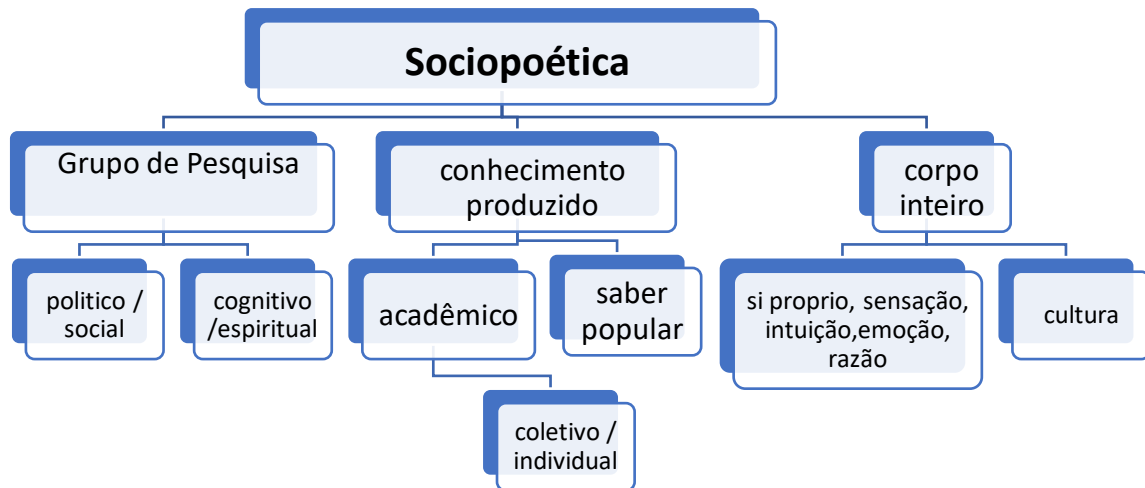 Sociopoética
Grupo de Pesquisa
conhecimento
produzido
corpo
inteiro
politico /
social
cognitivo
/espiritual
acadêmico
saber
popular
si proprio, sensação,
intuição,emoção,
razão
cultura
coletivo /
individual